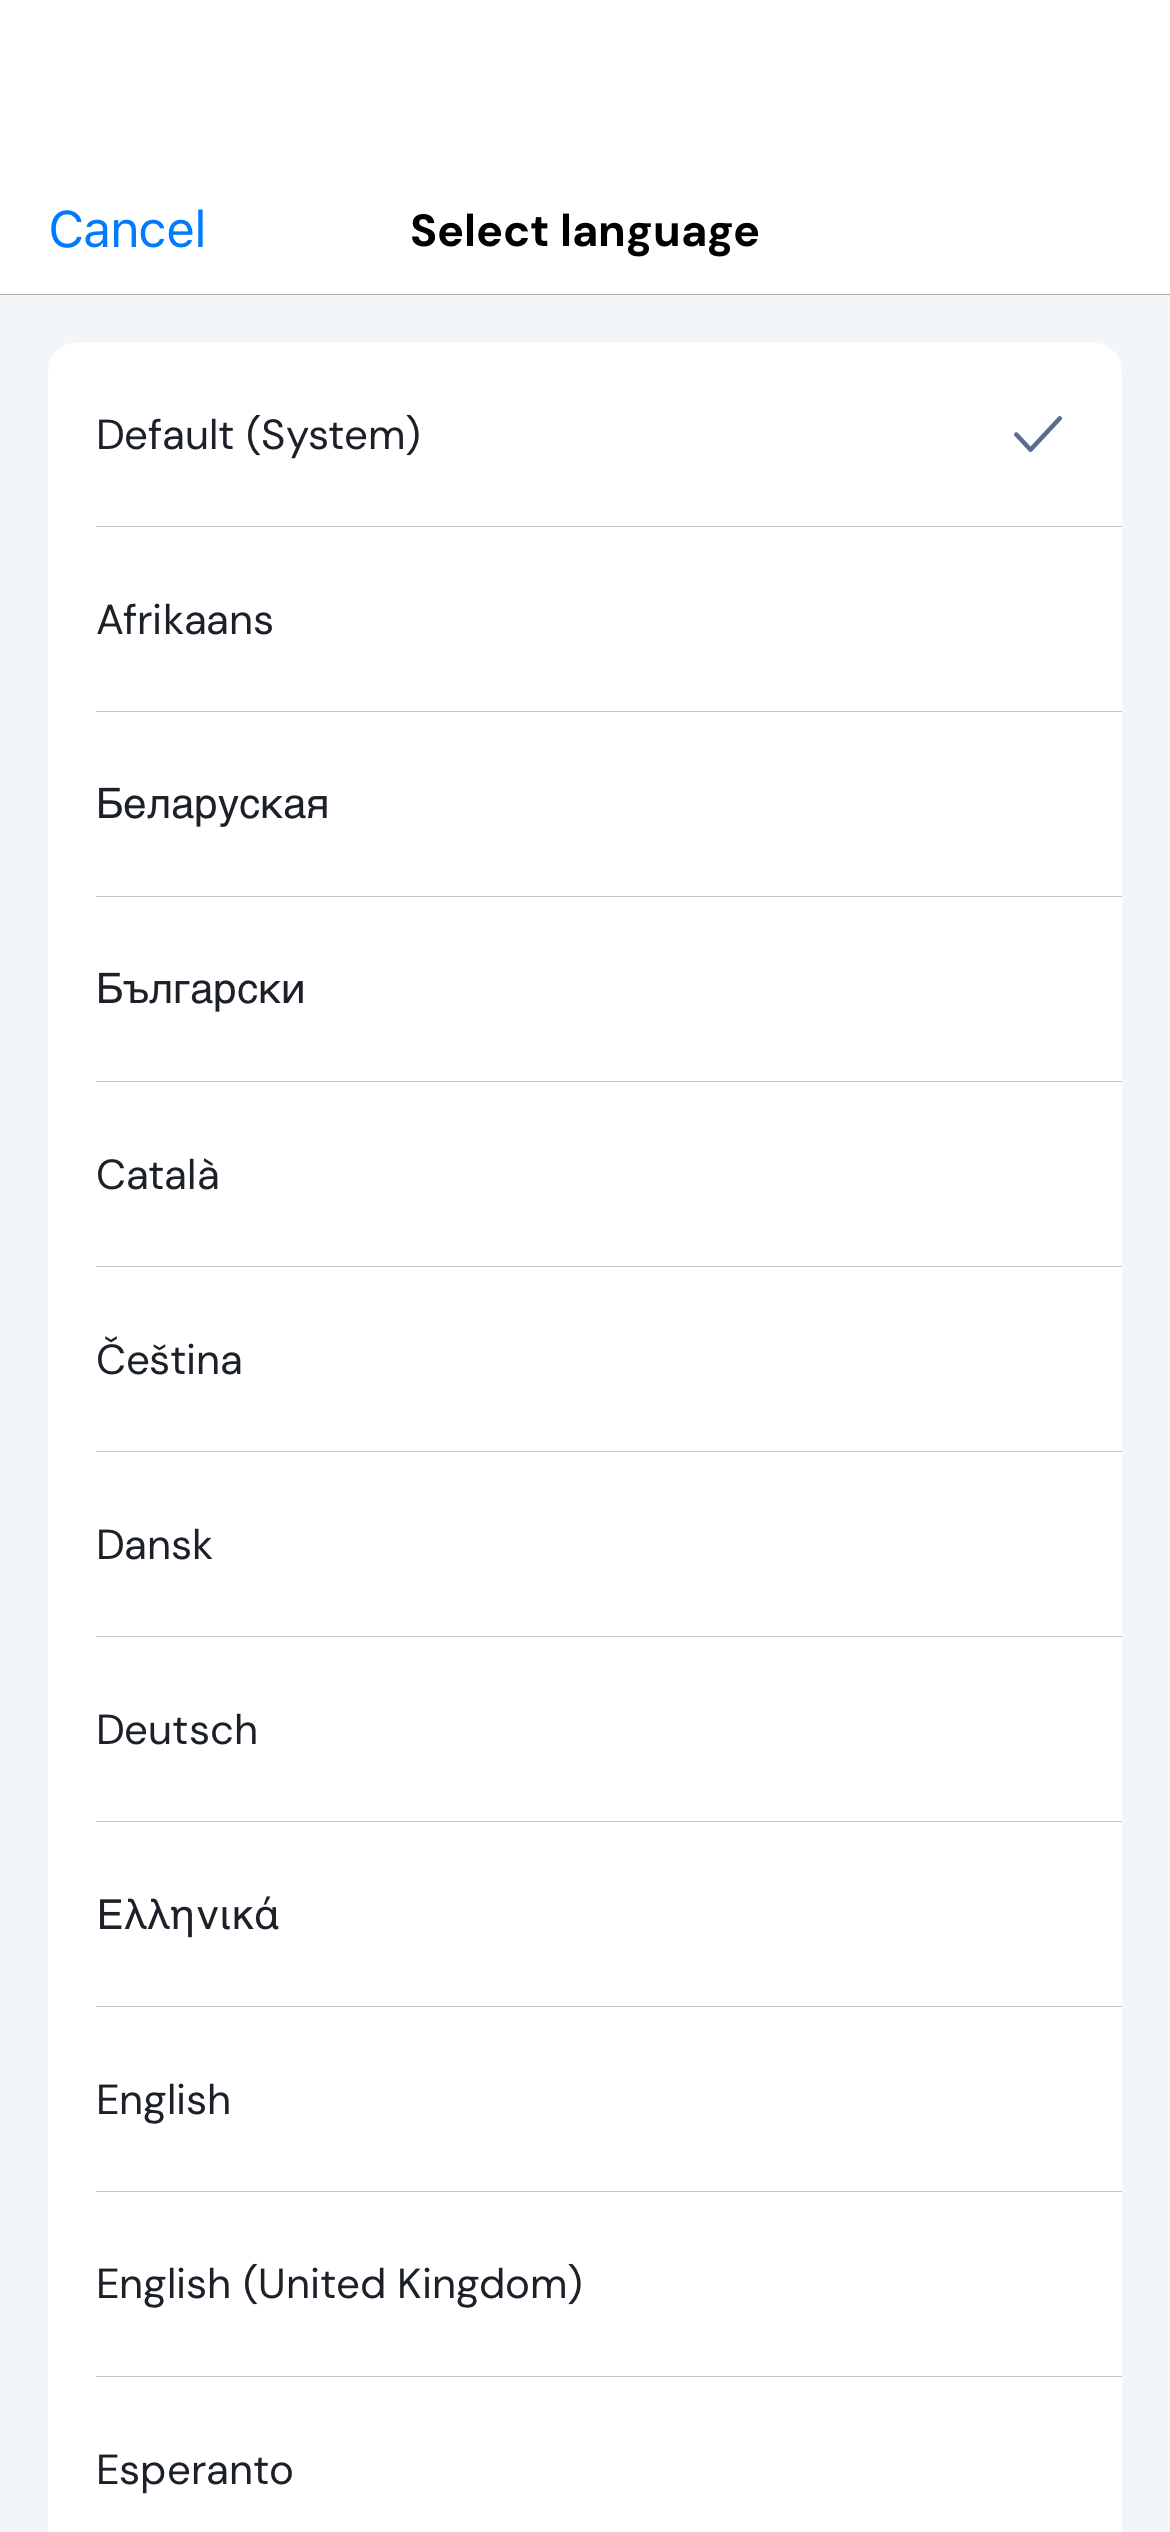 Cancel
Select language
Default (System)
Afrikaans
Беларуская
Български
Català
Čeština
Dansk
Deutsch
Ελληνικά
English
English (United Kingdom)
Esperanto